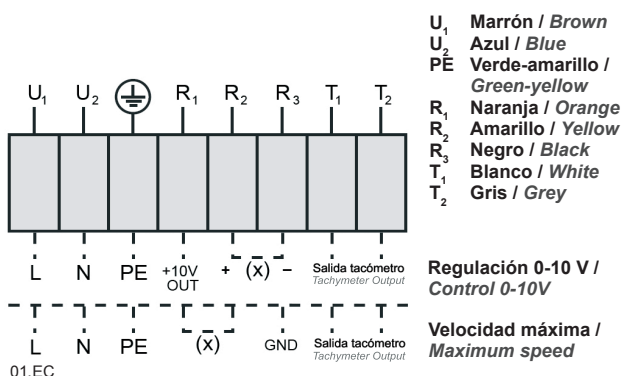 U1 Marrón / Brown
U2 Azul / Blue
PE Verde-amarillo /
Green-yellow
R1 Naranja / Orange
R2 Amarillo / Yellow
R3 Negro / Black
T1 Blanco / White
T2 Gris / Grey
U1 U2 R1 R2 R3 T1 T2
L N PE +10V OUT + (x) – Salida tacómetro
Tachymeter Output
Regulación 0-10 V /
Control 0-10V
L N PE (x) GND Salida tacómetro
Tachymeter Output
Velocidad máxima /
Maximum speed
01.EC